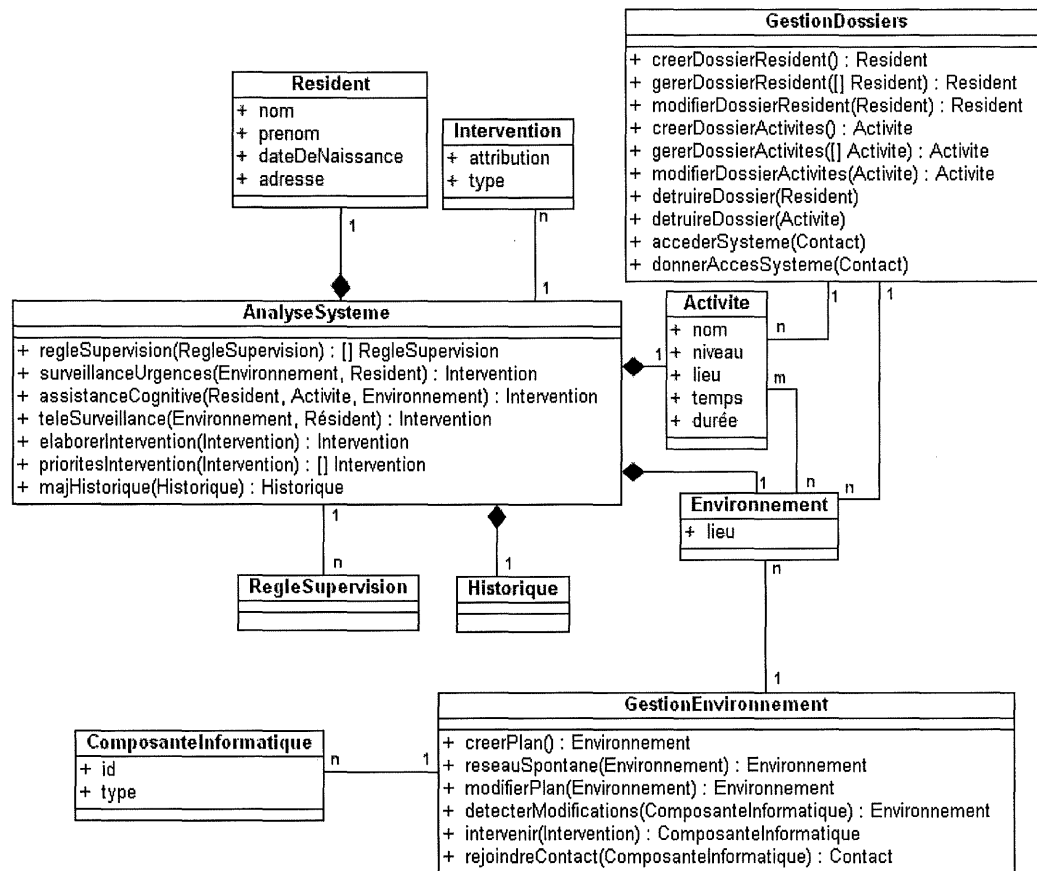 GestionDossiers
+ creerDossierResident() : Resident
+ gererDossierResident([] Resident) : Resident
+ modifierDossierResident(Resident) : Resident
+ creerDossierActivites() : Activite
+ gererDossierActivites([] Activite) : Activite
+ modifierDossierActivites(Activite) : Activite
+ detruireDossier(Resident)
+ detruireDossier(Activite)
+ accederSysteme(Contact)
+ donnerAccesSysteme(Contact)
1
1
Resident
+ nom
+ prenom
+ dateDeNaissance
+ adresse
1
Intervention
+ attribution
+ type
n
1
AnalyseSysteme
+ regleSupervision(RegleSupervision) : [] RegleSupervision
+ surveillanceUrgences(Environnement, Resident) : Intervention
+ assistanceCognitive(Resident, Activite, Environnement) : Intervention
+ teleSurveillance(Environnement, Résident) : Intervention
+ elaborerIntervention(Intervention) : Intervention
+ prioritesIntervention(Intervention) : [] Intervention
+ majHistorique(Historique) : Historique
1
Activite
+ nom
+ niveau
+ lieu
+ temps
+ durée
n
m
1
n
n
Environnement
+ lieu
n
1
n
RegleSupervision
1
Historique
1
GestionEnvironnement
+ creerPlan() : Environnement
+ reseauSpontane(Environnement) : Environnement
+ modifierPlan(Environnement) : Environnement
+ detecterModifications(ComposanteInformatique) : Environnement
+ intervenir(Intervention) : ComposanteInformatique
+ rejoindreContact(ComposanteInformatique) : Contact
ComposanteInformatique
+ id
+ type
n
1